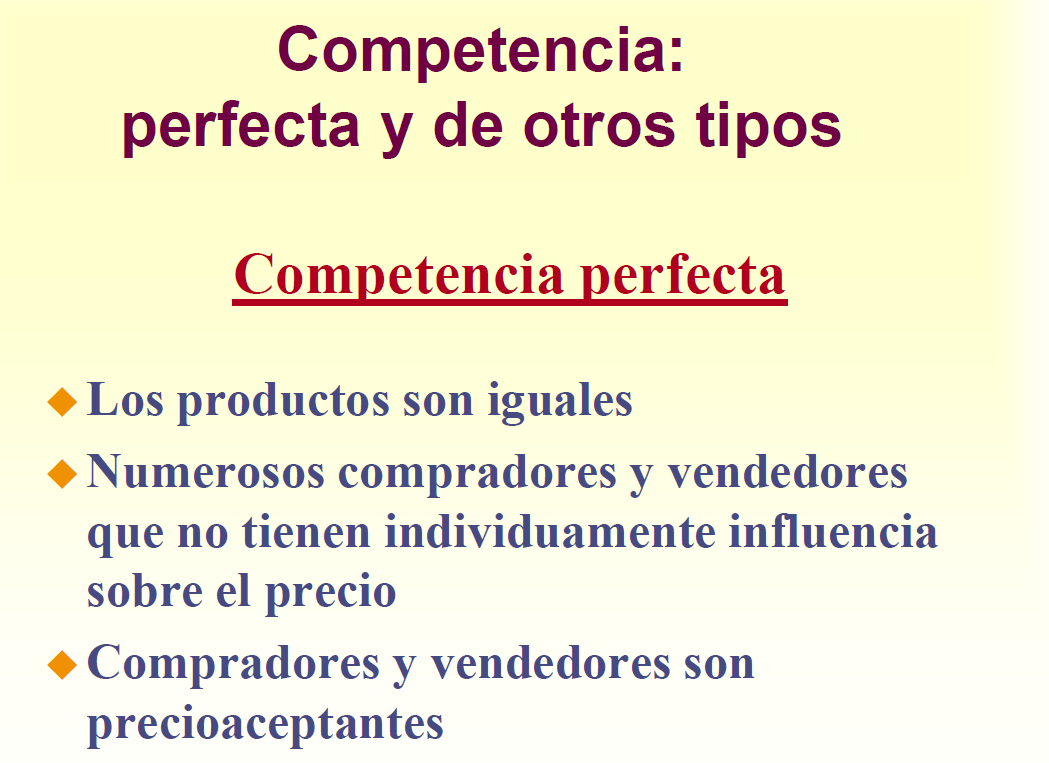 Competencia:
perfecta y de otros tipos
Competencia perfecta
Los productos son iguales
Numerosos compradores y vendedores
que no tienen individuamente influencia
sobre el precio
Compradores y vendedores son
precioaceptantes